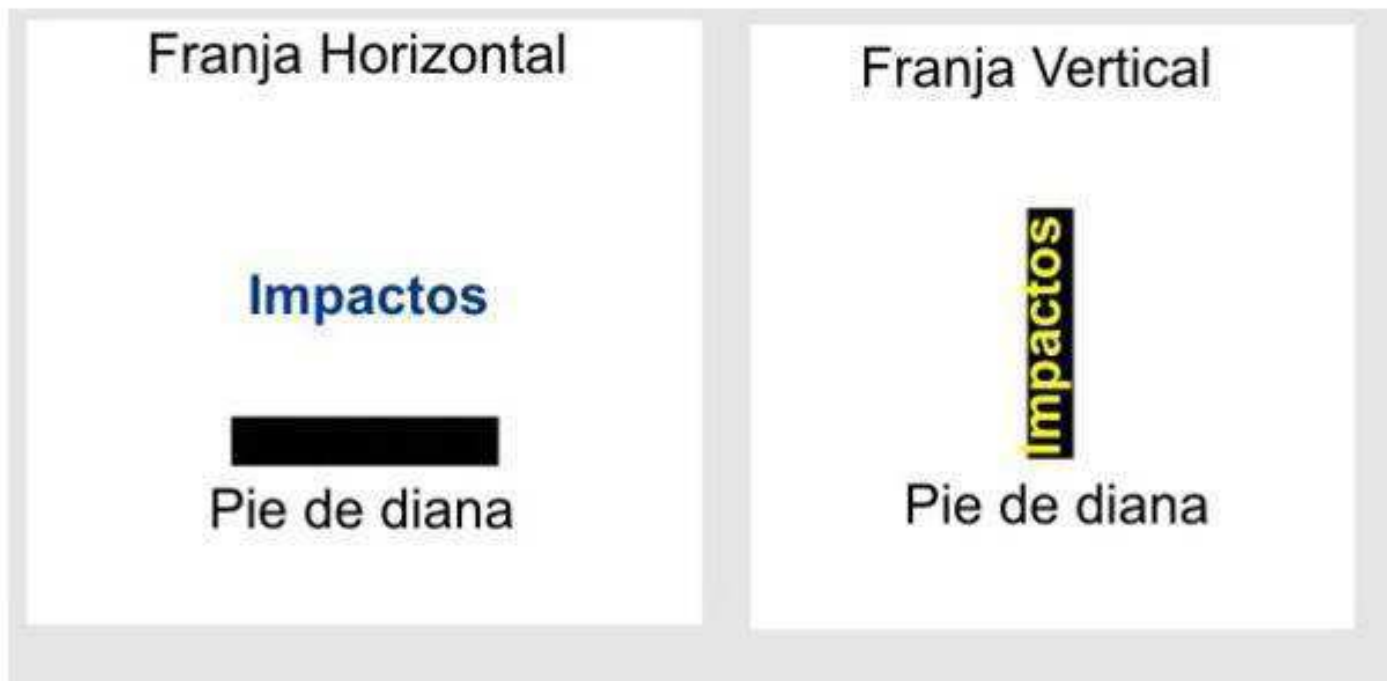 Franja Horizontal
Impactos
Pie de diana
Franja Vertical
Impactos
Pie de diana